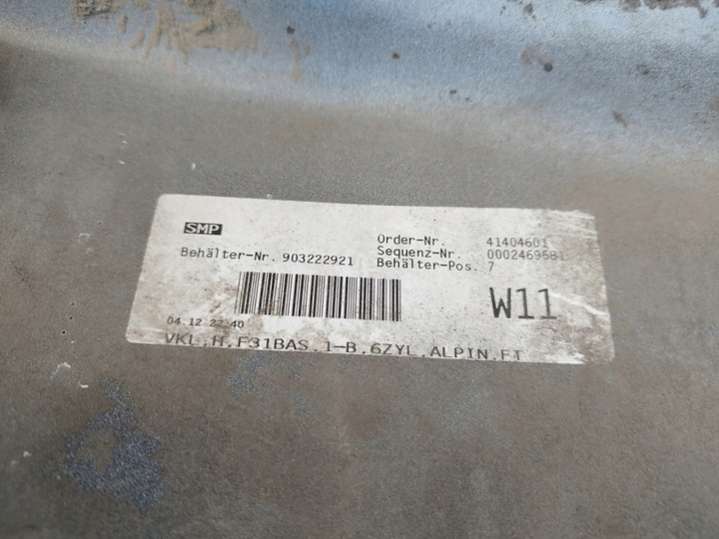 SMP
Order-Nr. 41404601
Behälter-Nr. 903222921
Sequenz-Nr. 0002469681
Behälter-Pos. 7
W11
04.12 22:40
VKL.H.F31BAS.1-B.6ZYL.ALPIN.FT